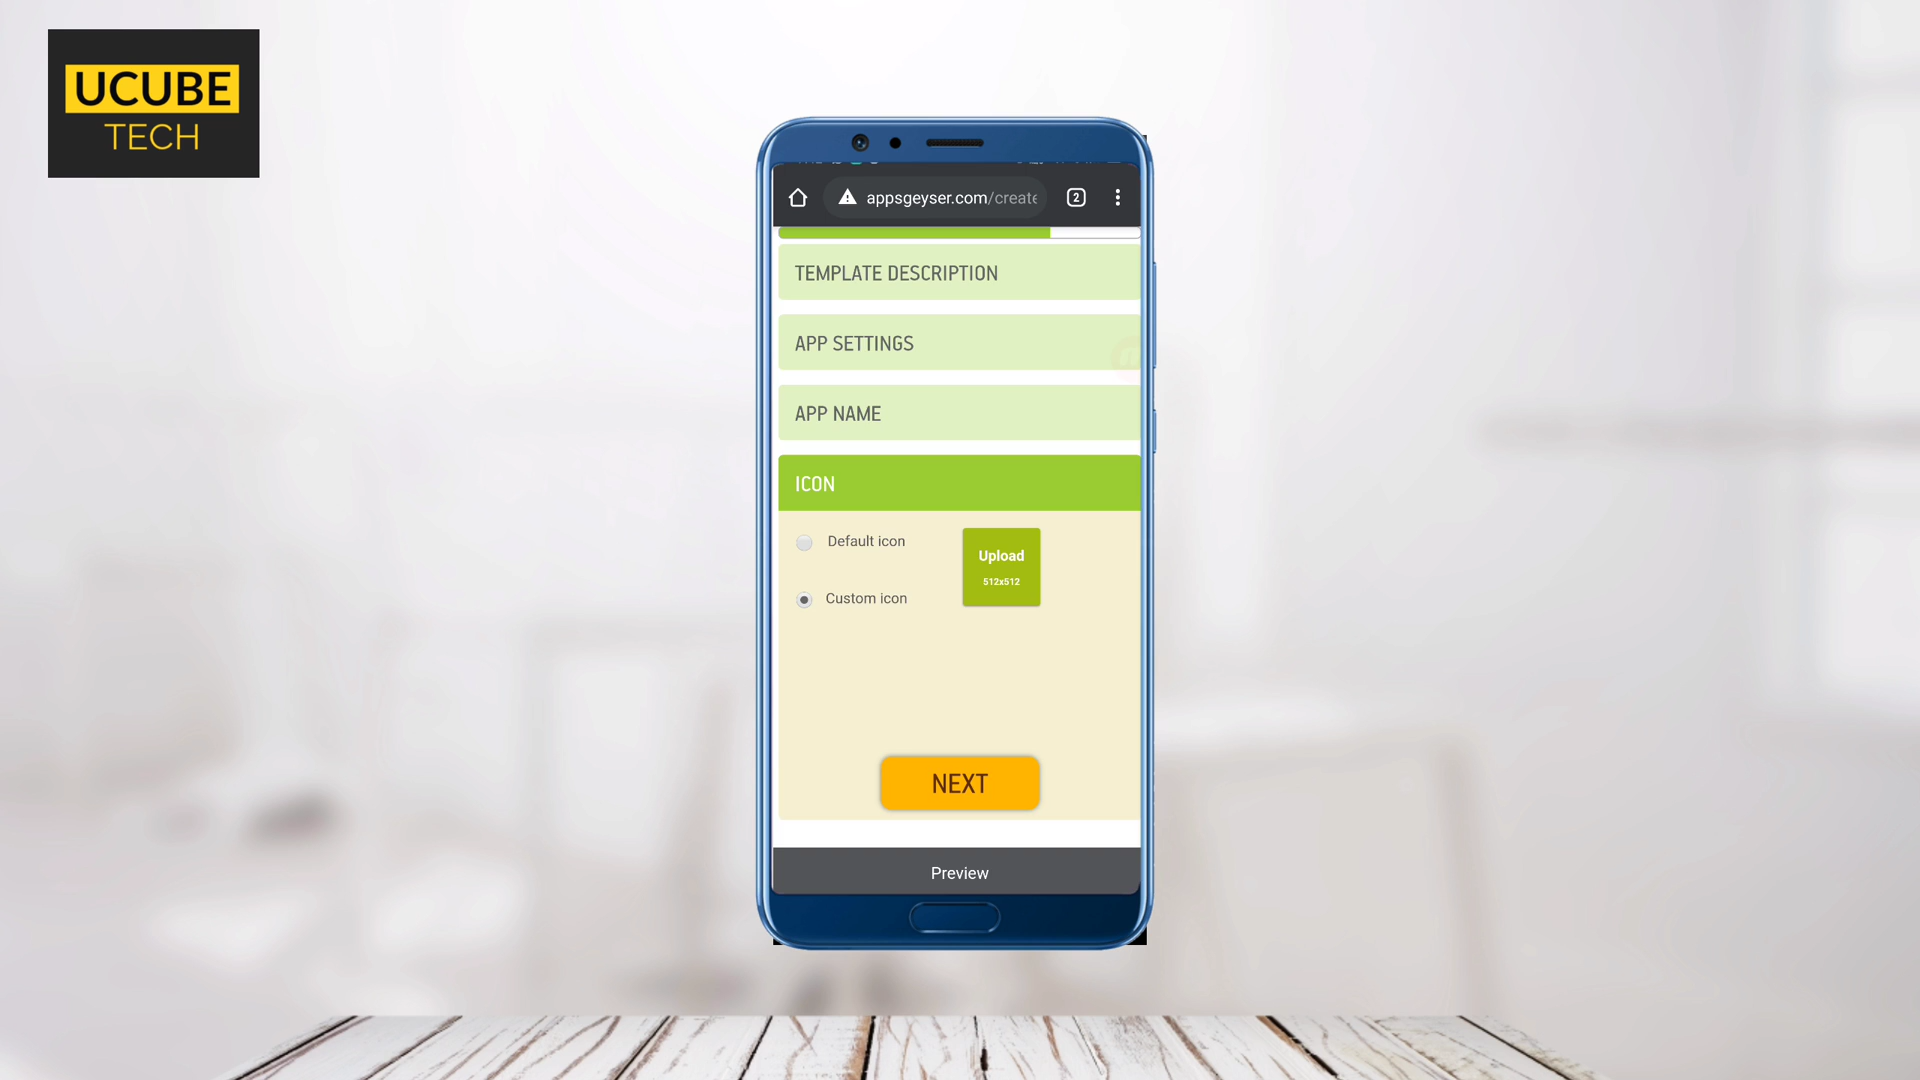 UCUBE
TECH
appsgeyser.com/create
2
TEMPLATE DESCRIPTION
APP SETTINGS
APP NAME
ICON
Default icon
Upload
512x512
Custom icon
NEXT
Preview